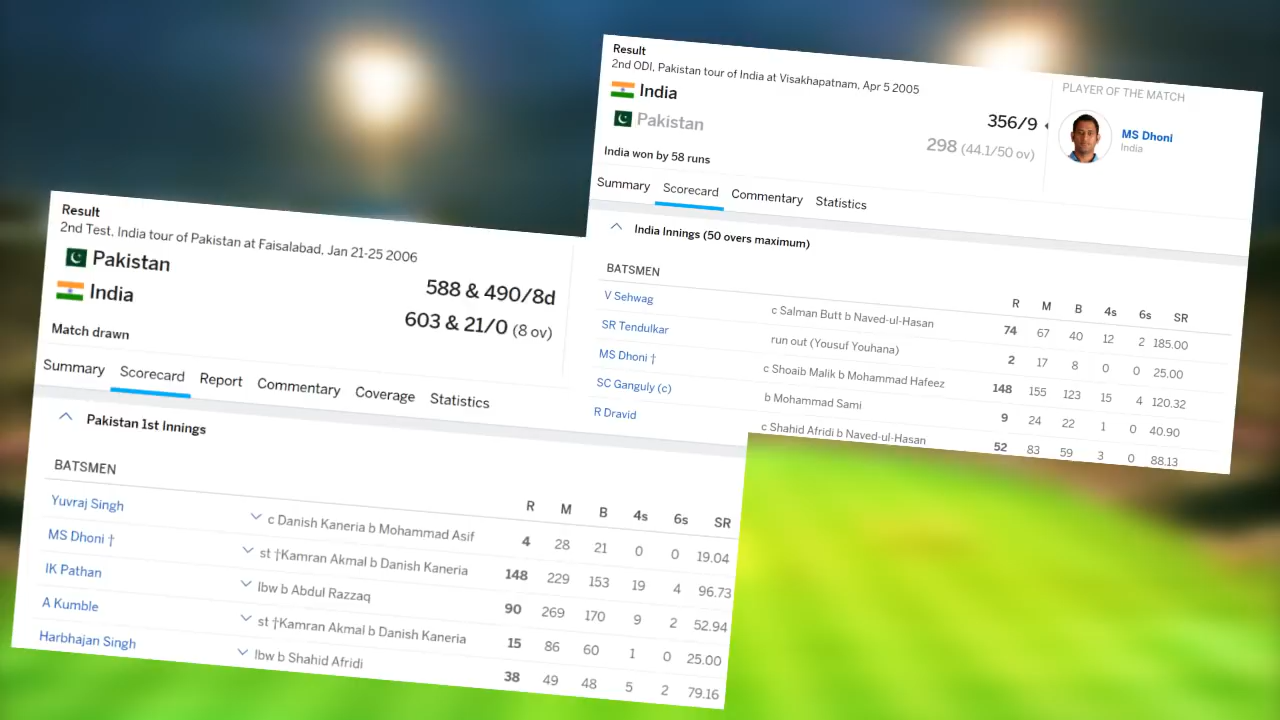 Result
2nd ODI, Pakistan tour of India at Visakhapatnam, Apr 5 2005
India 356/9
Pakistan 298 (44.1/50 ov)
India won by 58 runs
PLAYER OF THE MATCH
MS Dhoni
India
Summary Scorecard Commentary Statistics
India Innings (50 overs maximum)
BATSMEN R M B 4s 6s SR
V Sehwag c Salman Butt b Naved-ul-Hasan 74 67 40 12 2 185.00
SR Tendulkar run out (Yousuf Youhana) 2 17 8 0 0 25.00
MS Dhoni † c Shoaib Malik b Mohammad Hafeez 148 155 123 15 4 120.32
SC Ganguly (c) b Mohammad Sami 9 24 22 1 0 40.90
R Dravid c Shahid Afridi b Naved-ul-Hasan 52 83 59 3 0 88.13
Result
2nd Test, India tour of Pakistan at Faisalabad, Jan 21-25 2006
Pakistan 588 & 490/8d
India 603 & 21/0 (8 ov)
Match drawn
Summary Scorecard Report Commentary Coverage Statistics
Pakistan 1st Innings
BATSMEN R M B 4s 6s SR
Yuvraj Singh c Danish Kaneria b Mohammad Asif 4 28 21 0 0 19.04
MS Dhoni † st †Kamran Akmal b Danish Kaneria 148 229 153 19 4 96.73
IK Pathan lbw b Abdul Razzaq 90 269 170 9 2 52.94
A Kumble st †Kamran Akmal b Danish Kaneria 15 86 60 1 0 25.00
Harbhajan Singh lbw b Shahid Afridi 38 49 48 5 2 79.16